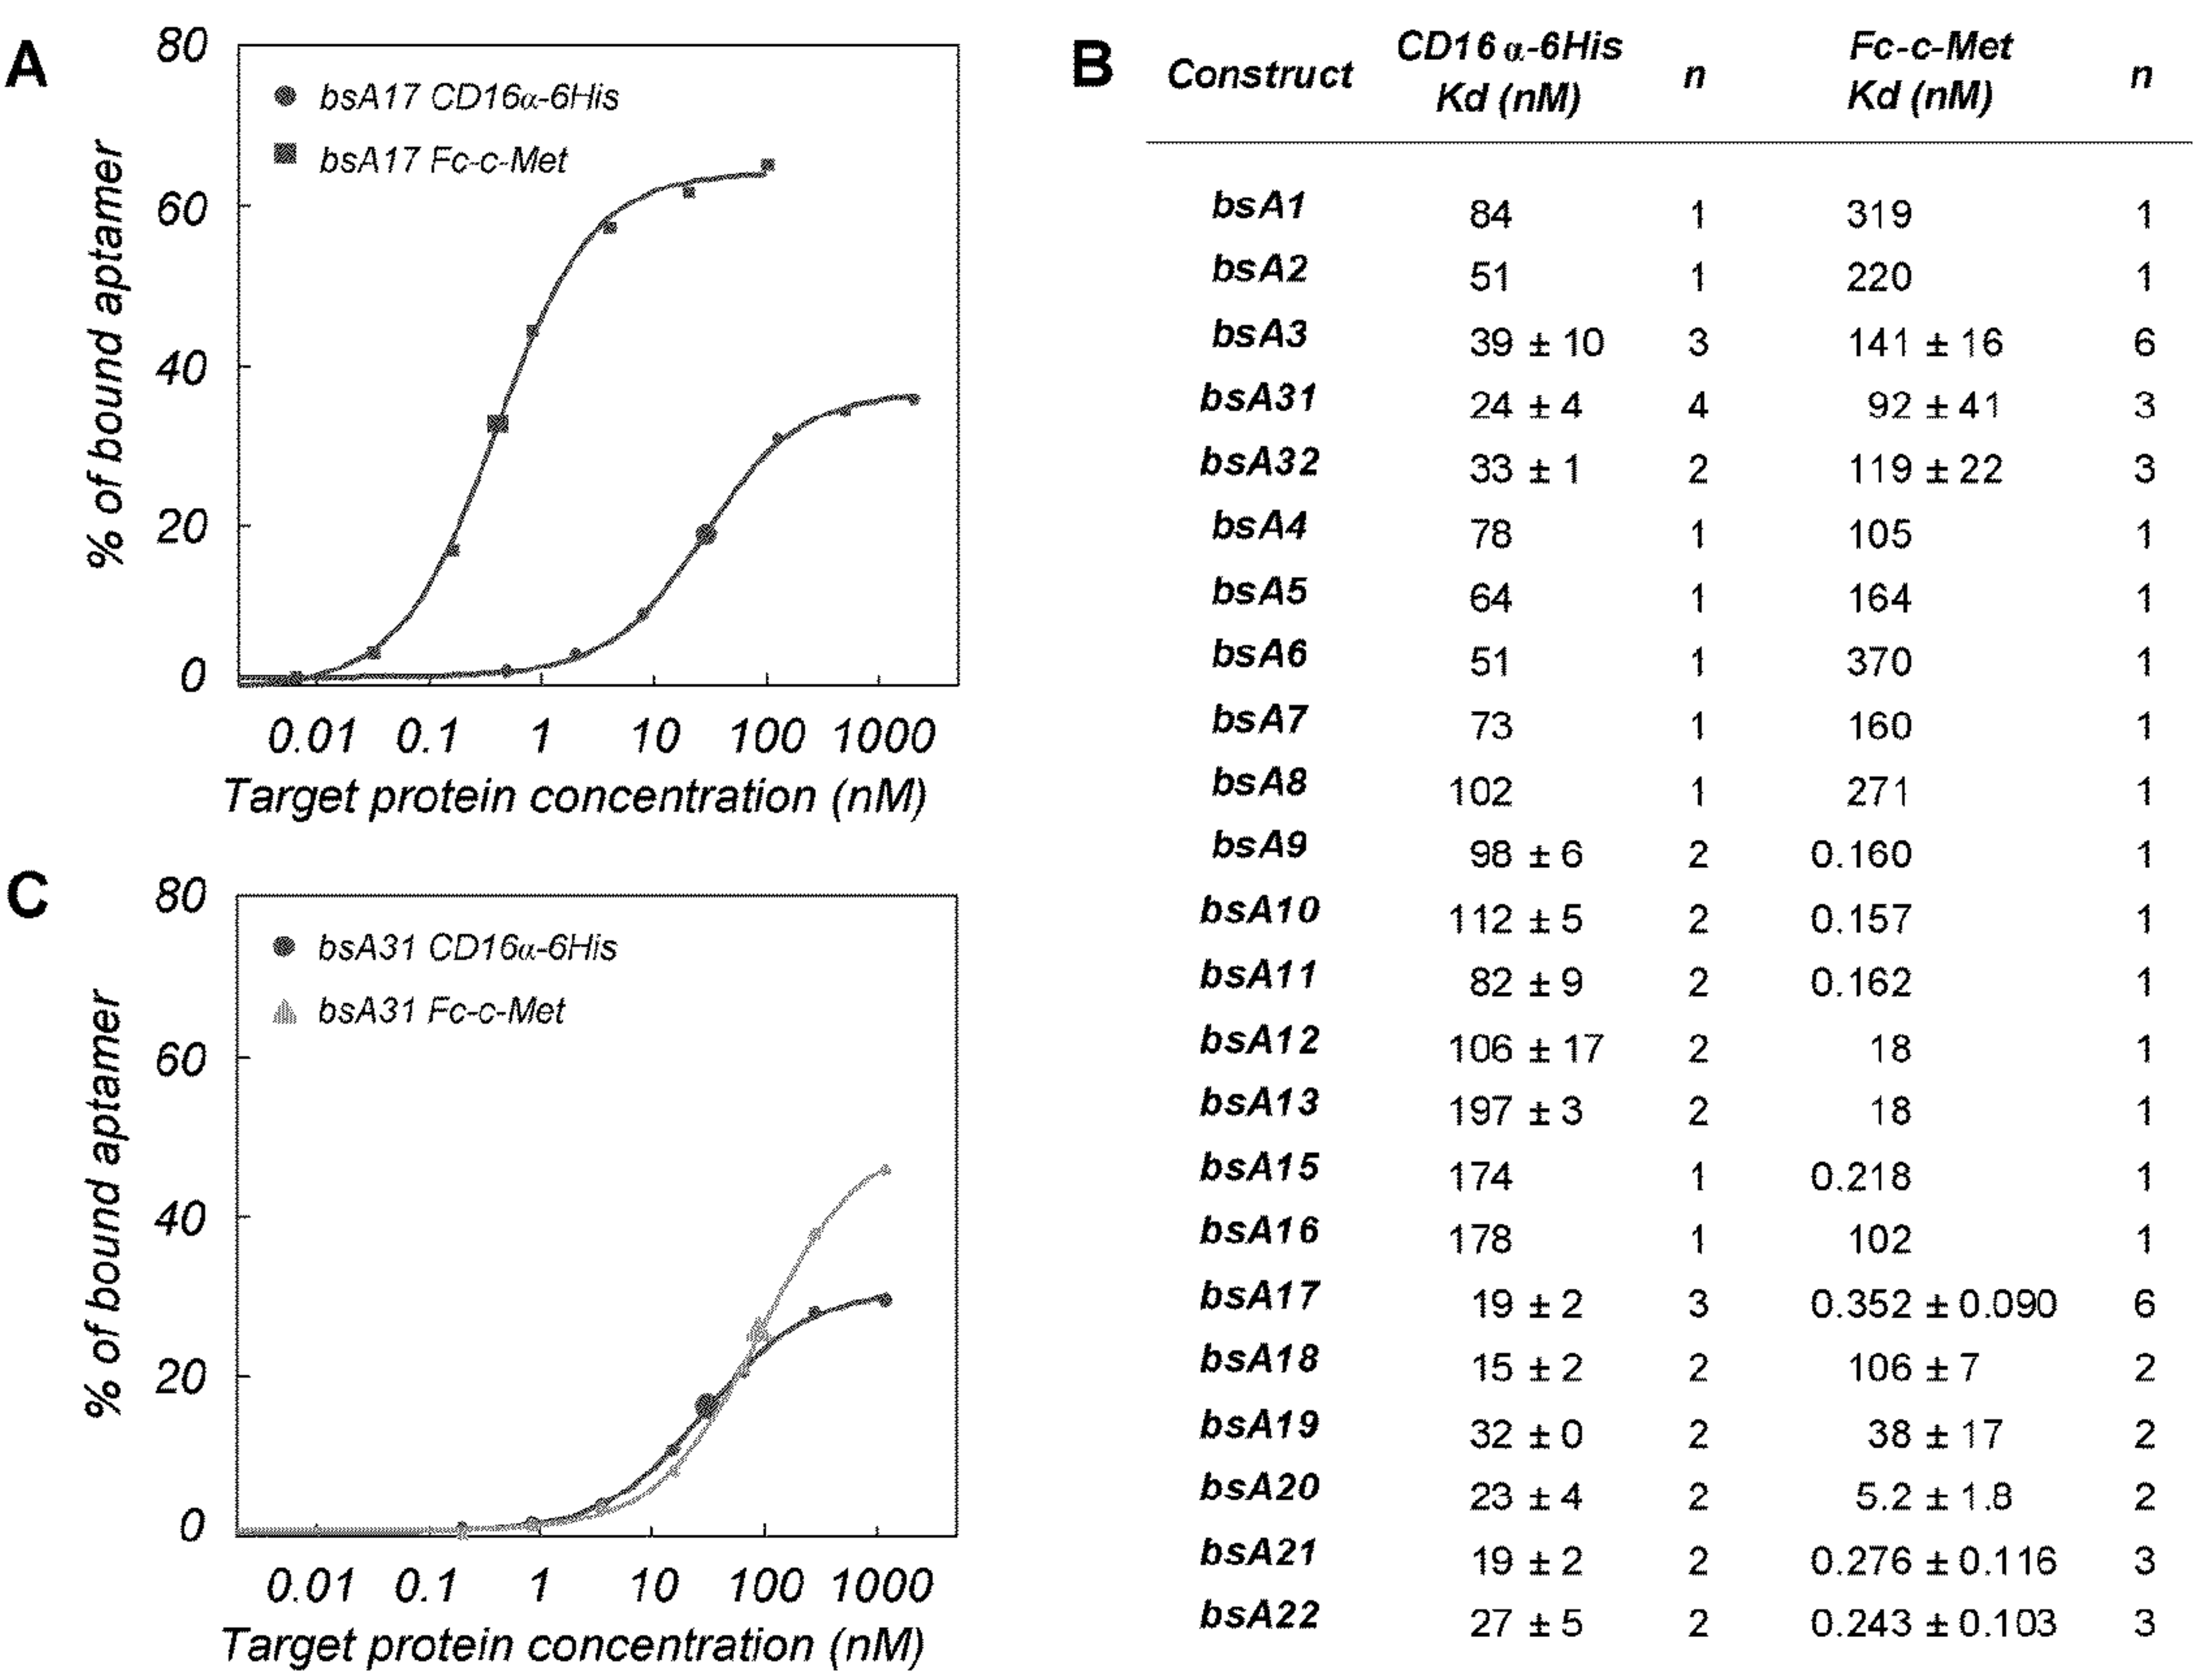 A
80
60
40
20
0
% of bound aptamer
bsA17 CD16α-6His
bsA17 Fc-c-Met
0.01 0.1 1 10 100 1000
Target protein concentration (nM)
B
Construct CD16α-6His Kd (nM) n Fc-c-Met Kd (nM) n
bsA1 84 1 319 1
bsA2 51 1 220 1
bsA3 39 ± 10 3 141 ± 16 6
bsA31 24 ± 4 4 92 ± 41 3
bsA32 33 ± 1 2 119 ± 22 3
bsA4 78 1 105 1
bsA5 64 1 164 1
bsA6 51 1 370 1
bsA7 73 1 160 1
bsA8 102 1 271 1
bsA9 98 ± 6 2 0.160 1
bsA10 112 ± 5 2 0.157 1
bsA11 82 ± 9 2 0.162 1
bsA12 106 ± 17 2 18 1
bsA13 197 ± 3 2 18 1
bsA15 174 1 0.218 1
bsA16 178 1 102 1
bsA17 19 ± 2 3 0.352 ± 0.090 6
bsA18 15 ± 2 2 106 ± 7 2
bsA19 32 ± 0 2 38 ± 17 2
bsA20 23 ± 4 2 5.2 ± 1.8 2
bsA21 19 ± 2 2 0.276 ± 0.116 3
bsA22 27 ± 5 2 0.243 ± 0.103 3
C
80
60
40
20
0
% of bound aptamer
bsA31 CD16α-6His
bsA31 Fc-c-Met
0.01 0.1 1 10 100 1000
Target protein concentration (nM)